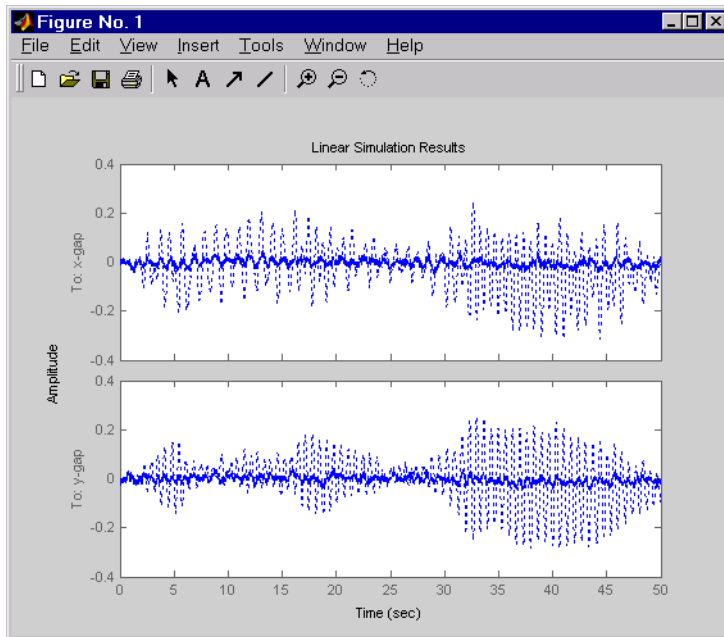 Figure No. 1
File Edit View Insert Tools Window Help
A
Linear Simulation Results
Amplitude
To: x-gap
0.4
0.2
0
-0.2
-0.4
To: y-gap
0.4
0.2
0
-0.2
-0.4
0 5 10 15 20 25 30 35 40 45 50
Time (sec)